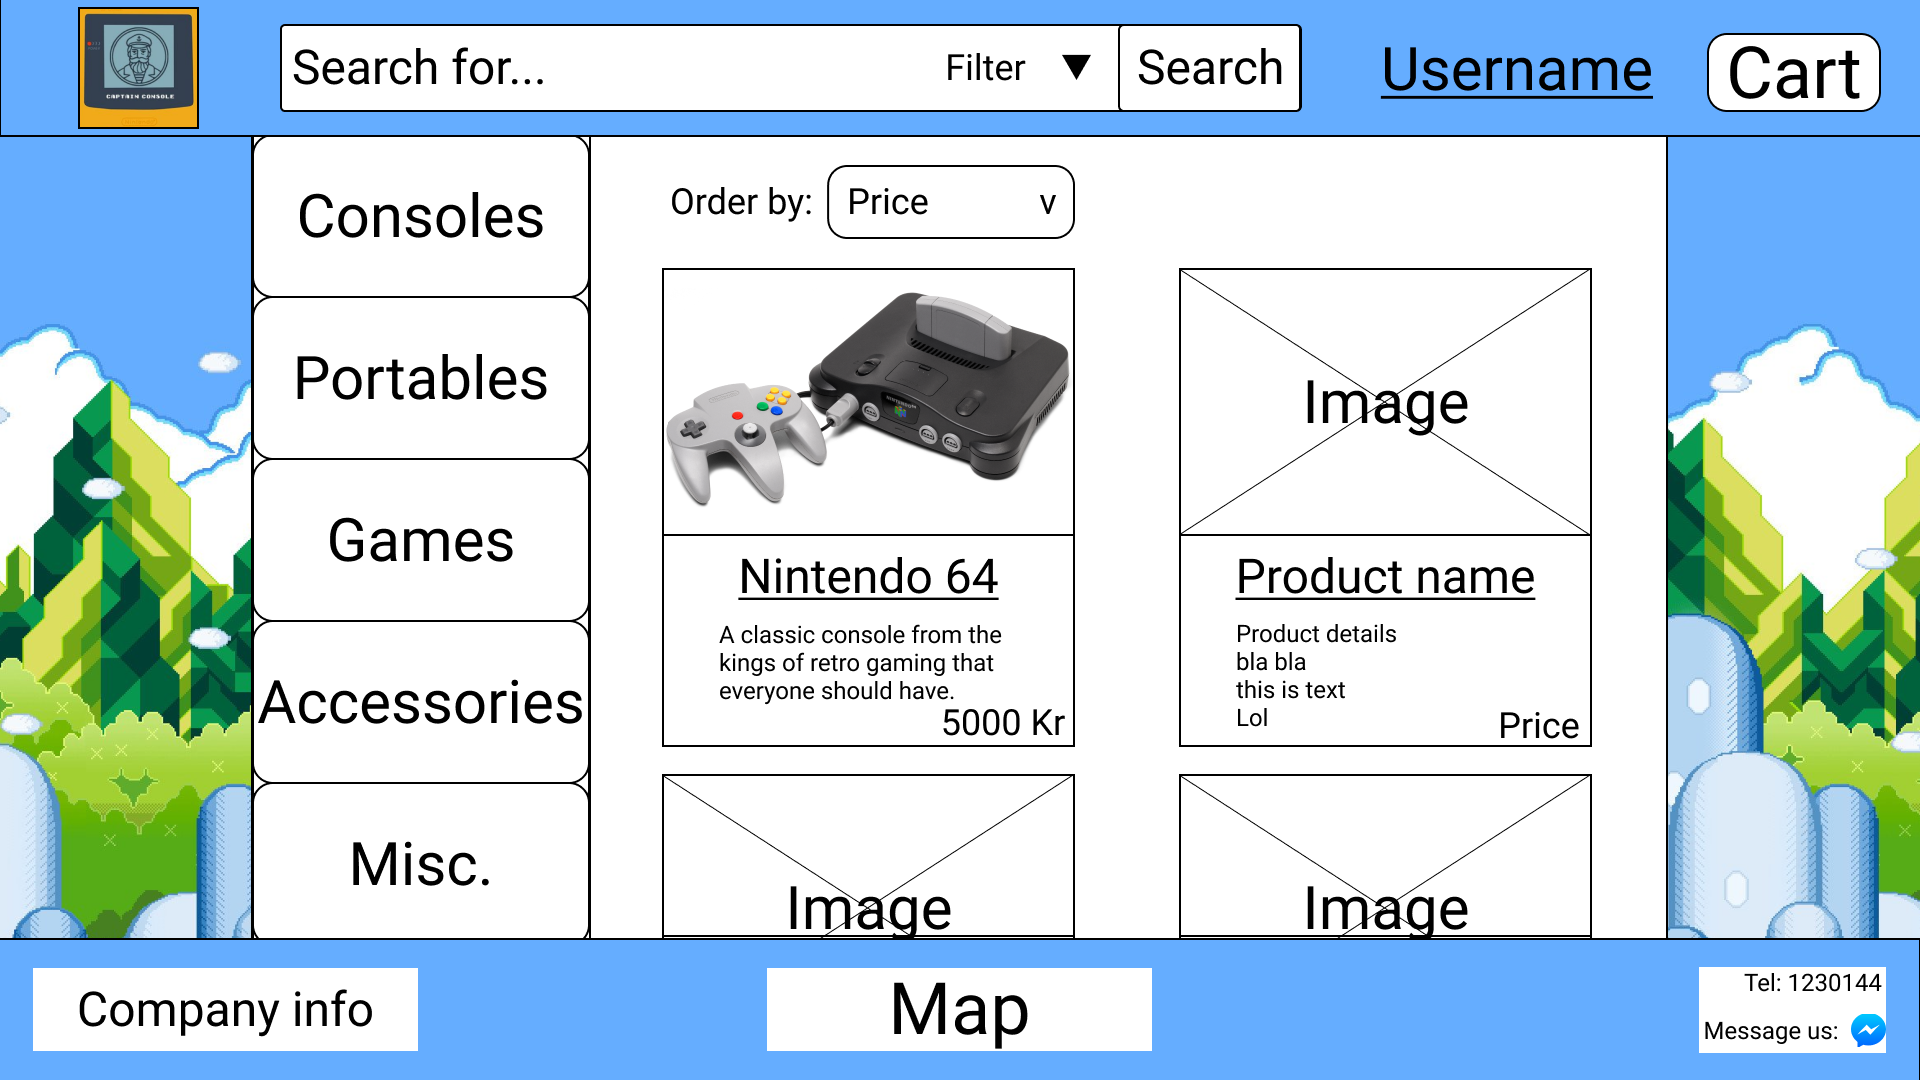 CAPTAIN CONSOLE
Search for...
Filter
Search
Username
Cart
Consoles
Portables
Games
Accessories
Misc.
Order by:
Price
v
Nintendo 64
A classic console from the
kings of retro gaming that
everyone should have.
5000 Kr
Image
Product name
Product details
bla bla
this is text
Lol
Price
Image
Image
Company info
Map
Tel: 1230144
Message us: